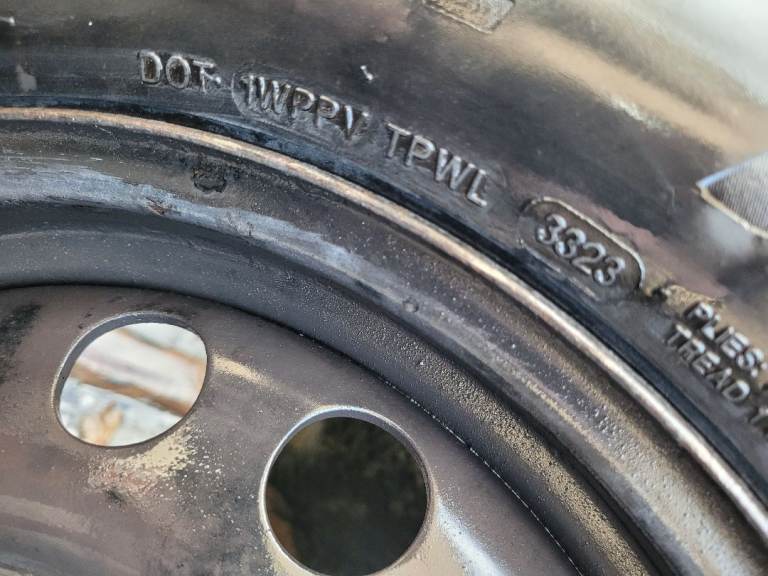 DOT 1WPPV TPWL 3323
PLIES:
TREAD